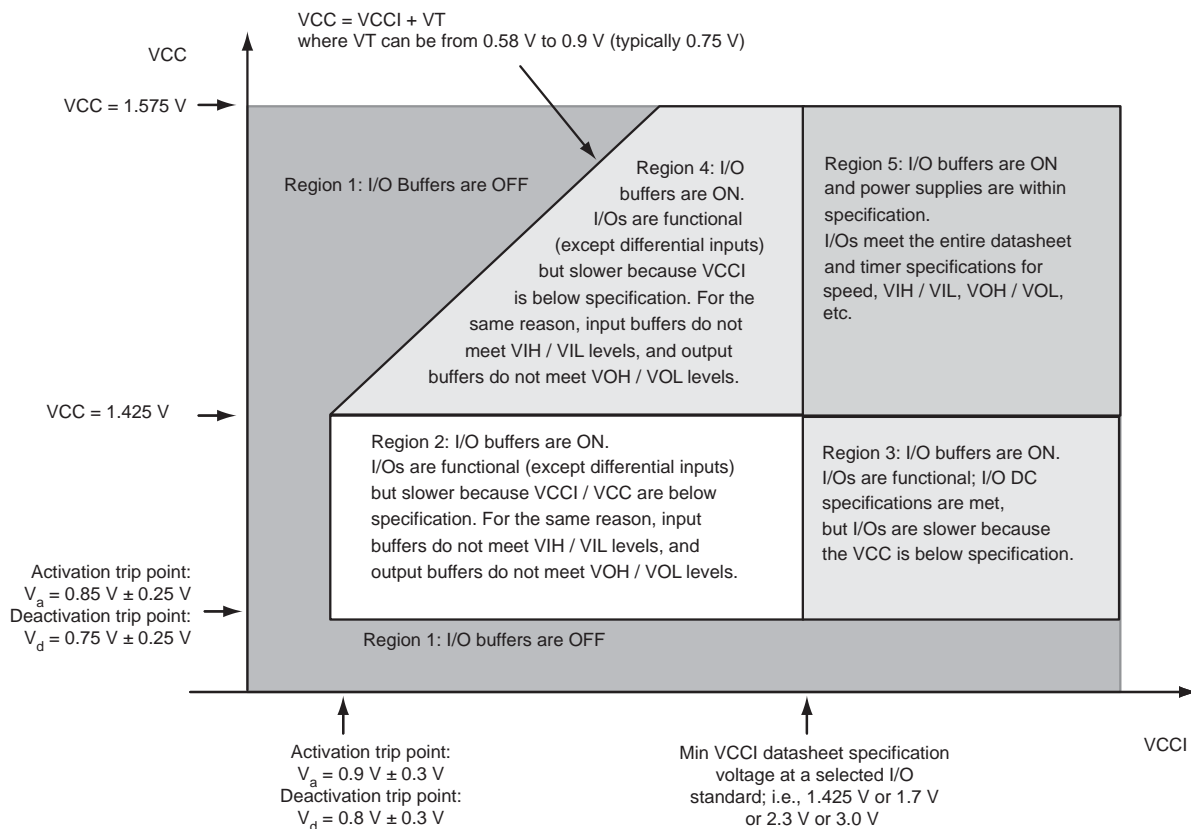 VCC = VCCI + VT
where VT can be from 0.58 V to 0.9 V (typically 0.75 V)
VCC
VCC = 1.575 V
Region 1: I/O Buffers are OFF
Region 4: I/O
buffers are ON.
I/Os are functional
(except differential inputs)
but slower because VCCI
is below specification. For the
same reason, input buffers do not
meet VIH / VIL levels, and output
buffers do not meet VOH / VOL levels.
Region 5: I/O buffers are ON
and power supplies are within
specification.
I/Os meet the entire datasheet
and timer specifications for
speed, VIH / VIL, VOH / VOL,
etc.
VCC = 1.425 V
Region 2: I/O buffers are ON.
I/Os are functional (except differential inputs)
but slower because VCCI / VCC are below
specification. For the same reason, input
buffers do not meet VIH / VIL levels, and
output buffers do not meet VOH / VOL levels.
Region 3: I/O buffers are ON.
I/Os are functional; I/O DC
specifications are met,
but I/Os are slower because
the VCC is below specification.
Activation trip point:
Va = 0.85 V ± 0.25 V
Deactivation trip point:
Vd = 0.75 V ± 0.25 V
Region 1: I/O buffers are OFF
VCCI
Activation trip point:
Va = 0.9 V ± 0.3 V
Deactivation trip point:
Vd = 0.8 V ± 0.3 V
Min VCCI datasheet specification
voltage at a selected I/O
standard; i.e., 1.425 V or 1.7 V
or 2.3 V or 3.0 V